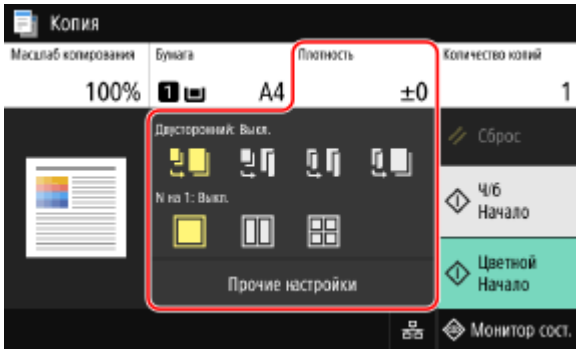 Копия
Масштаб копирования Бумага Плотность Количество копий
100% 1 A4 ±0 1
Двусторонний: Выкл.
Сброс
N на 1: Выкл.
Ч/б
Начало
Цветной
Начало
Прочие настройки
Монитор сост.